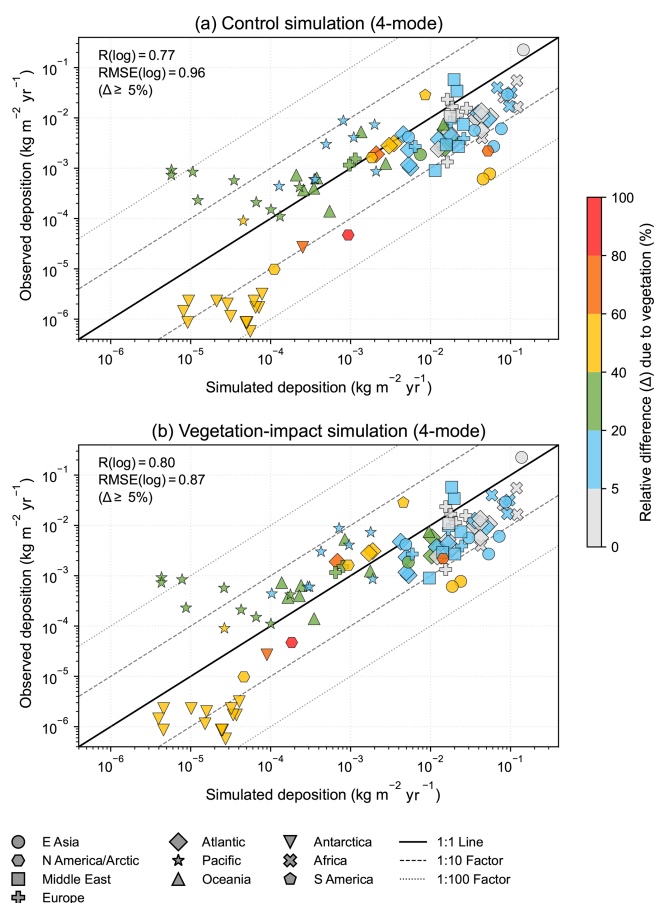 (a) Control simulation (4-mode)
R(log) = 0.77
RMSE(log) = 0.96
(Δ ≥ 5%)
Observed deposition (kg m⁻² yr⁻¹)
10⁻¹
10⁻²
10⁻³
10⁻⁴
10⁻⁵
10⁻⁶
10⁻⁶ 10⁻⁵ 10⁻⁴ 10⁻³ 10⁻² 10⁻¹
Simulated deposition (kg m⁻² yr⁻¹)
(b) Vegetation-impact simulation (4-mode)
R(log) = 0.80
RMSE(log) = 0.87
(Δ ≥ 5%)
Observed deposition (kg m⁻² yr⁻¹)
10⁻¹
10⁻²
10⁻³
10⁻⁴
10⁻⁵
10⁻⁶
10⁻⁶ 10⁻⁵ 10⁻⁴ 10⁻³ 10⁻² 10⁻¹
Simulated deposition (kg m⁻² yr⁻¹)
100
80
60
40
20
5
0
Relative difference (Δ) due to vegetation (%)
E Asia
N America/Arctic
Middle East
Europe
Atlantic
Pacific
Oceania
Antarctica
Africa
S America
1:1 Line
1:10 Factor
1:100 Factor